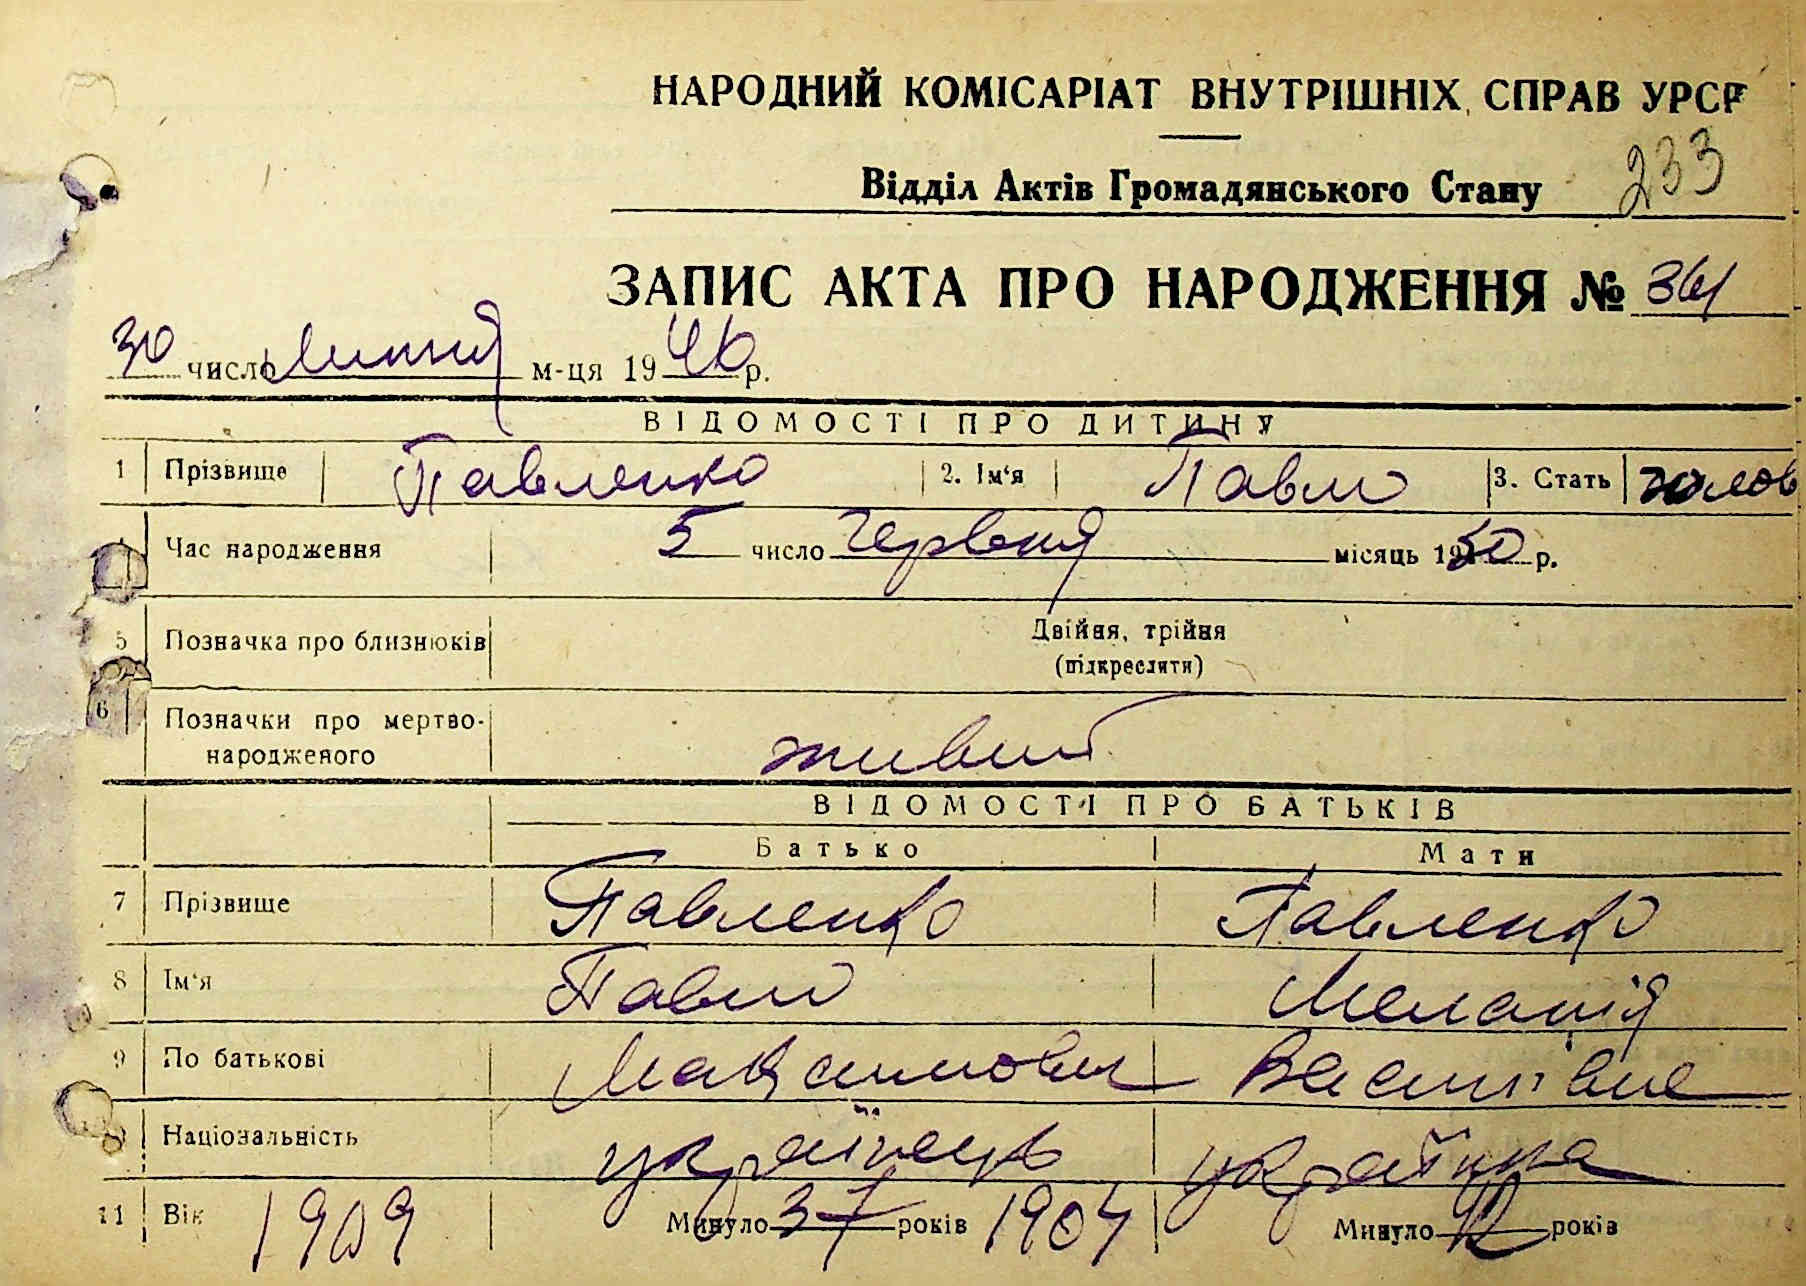 НАРОДНИЙ КОМІСАРІАТ ВНУТРІШНІХ СПРАВ УРСР
Відділ Актів Громадянського Стану 233
ЗАПИС АКТА ПРО НАРОДЖЕННЯ № 361
30 число липня м-ця 1946 р.
ВІДОМОСТІ ПРО ДИТИНУ
1 Прізвище Павленко 2. Ім'я Павло 3. Стать чолов
Час народження 5 число червня місяць 19 р.
5 Позначка про близнюків Двійня, трійня
(підкреслити)
6 Позначки про мертво-
народженого живий
ВІДОМОСТІ ПРО БАТЬКІВ
Батько Мати
7 Прізвище Павленко Павленко
8 Ім'я Павло Меланія
9 По батькові Максимович Василівна
Національність українець українка
11 Вік 1909 Минуло 37 років 1904 Минуло 42 років